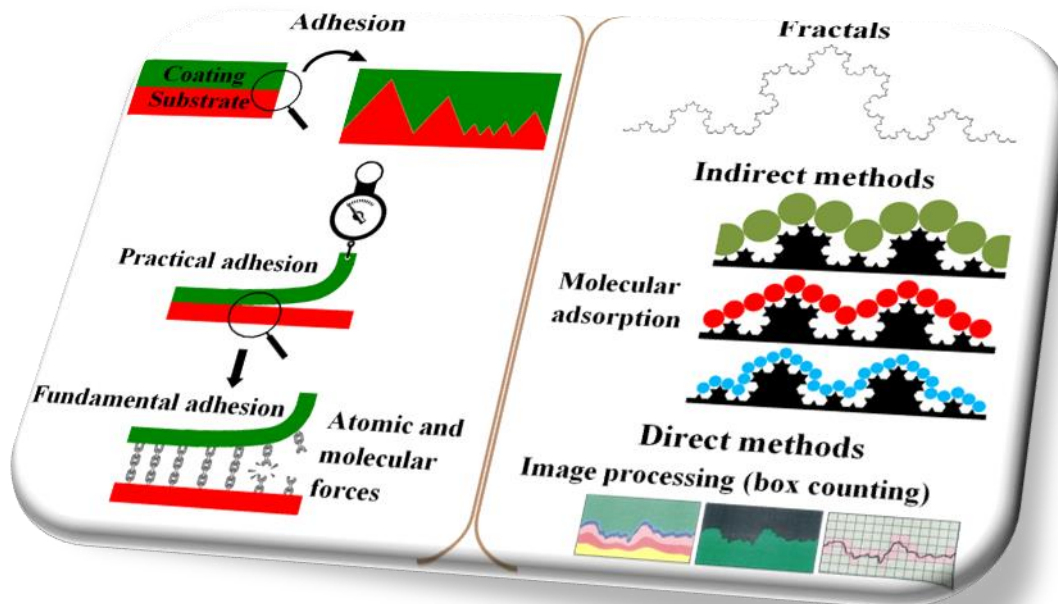 Adhesion
Coating
Substrate
Practical adhesion
Fundamental adhesion
Atomic and
molecular
forces
Fractals
Indirect methods
Molecular
adsorption
Direct methods
Image processing (box counting)